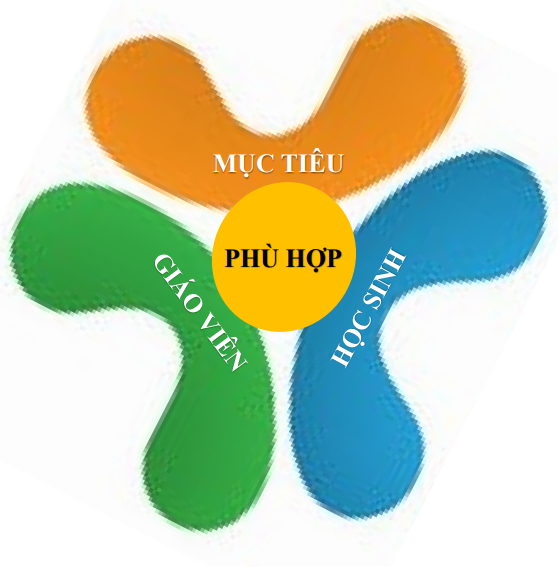 MỤC TIÊU
PHÙ HỢP
GIÁO VIÊN
HỌC SINH